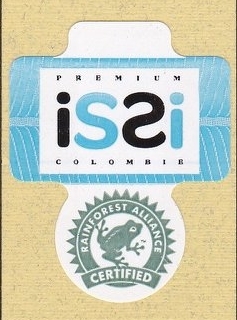 PREMIUM
iSSi
COLOMBIE
RAINFOREST ALLIANCE
CERTIFIED